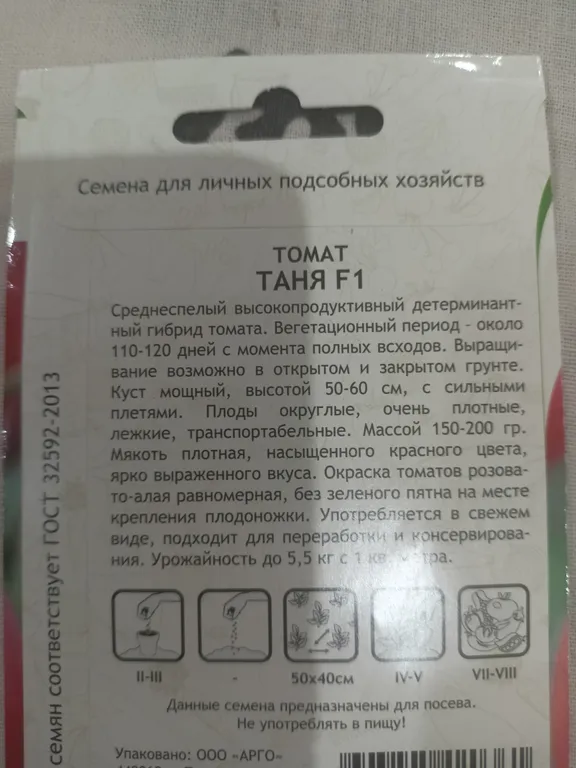 Семена для личных подсобных хозяйств
ТОМАТ
ТАНЯ F1
Среднеспелый высокопродуктивный детерминант-
ный гибрид томата. Вегетационный период - около
110-120 дней с момента полных всходов. Выращи-
вание возможно в открытом и закрытом грунте.
Куст мощный, высотой 50-60 см, с сильными
плетями. Плоды округлые, очень плотные,
лежкие, транспортабельные. Массой 150-200 гр.
Мякоть плотная, насыщенного красного цвета,
ярко выраженного вкуса. Окраска томатов розова-
то-алая равномерная, без зеленого пятна на месте
крепления плодоножки. Употребляется в свежем
виде, подходит для переработки и консервирова-
ния. Урожайность до 5,5 кг с 1 кв. метра.
II-III
-
50х40см
IV-V
VII-VIII
Данные семена предназначены для посева.
Не употреблять в пищу!
Упаковано: ООО «АРГО»
семян соответствует ГОСТ 32592-2013